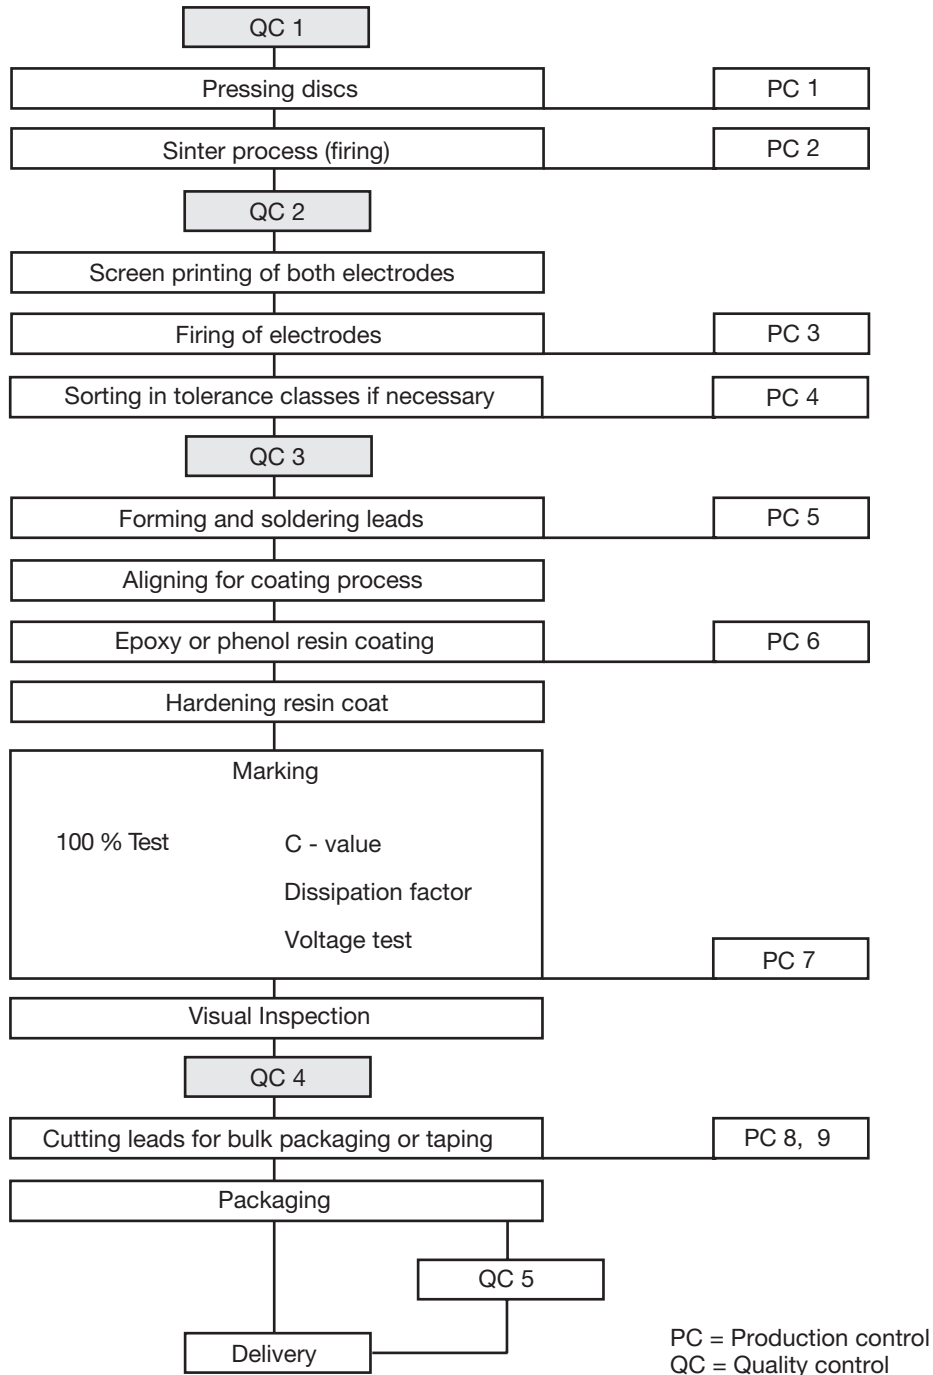 QC 1
Pressing discs
PC 1
Sinter process (firing)
PC 2
QC 2
Screen printing of both electrodes
Firing of electrodes
PC 3
Sorting in tolerance classes if necessary
PC 4
QC 3
Forming and soldering leads
PC 5
Aligning for coating process
Epoxy or phenol resin coating
PC 6
Hardening resin coat
Marking
100 % Test
C - value
Dissipation factor
Voltage test
PC 7
Visual Inspection
QC 4
Cutting leads for bulk packaging or taping
PC 8, 9
Packaging
QC 5
Delivery
PC = Production control
QC = Quality control